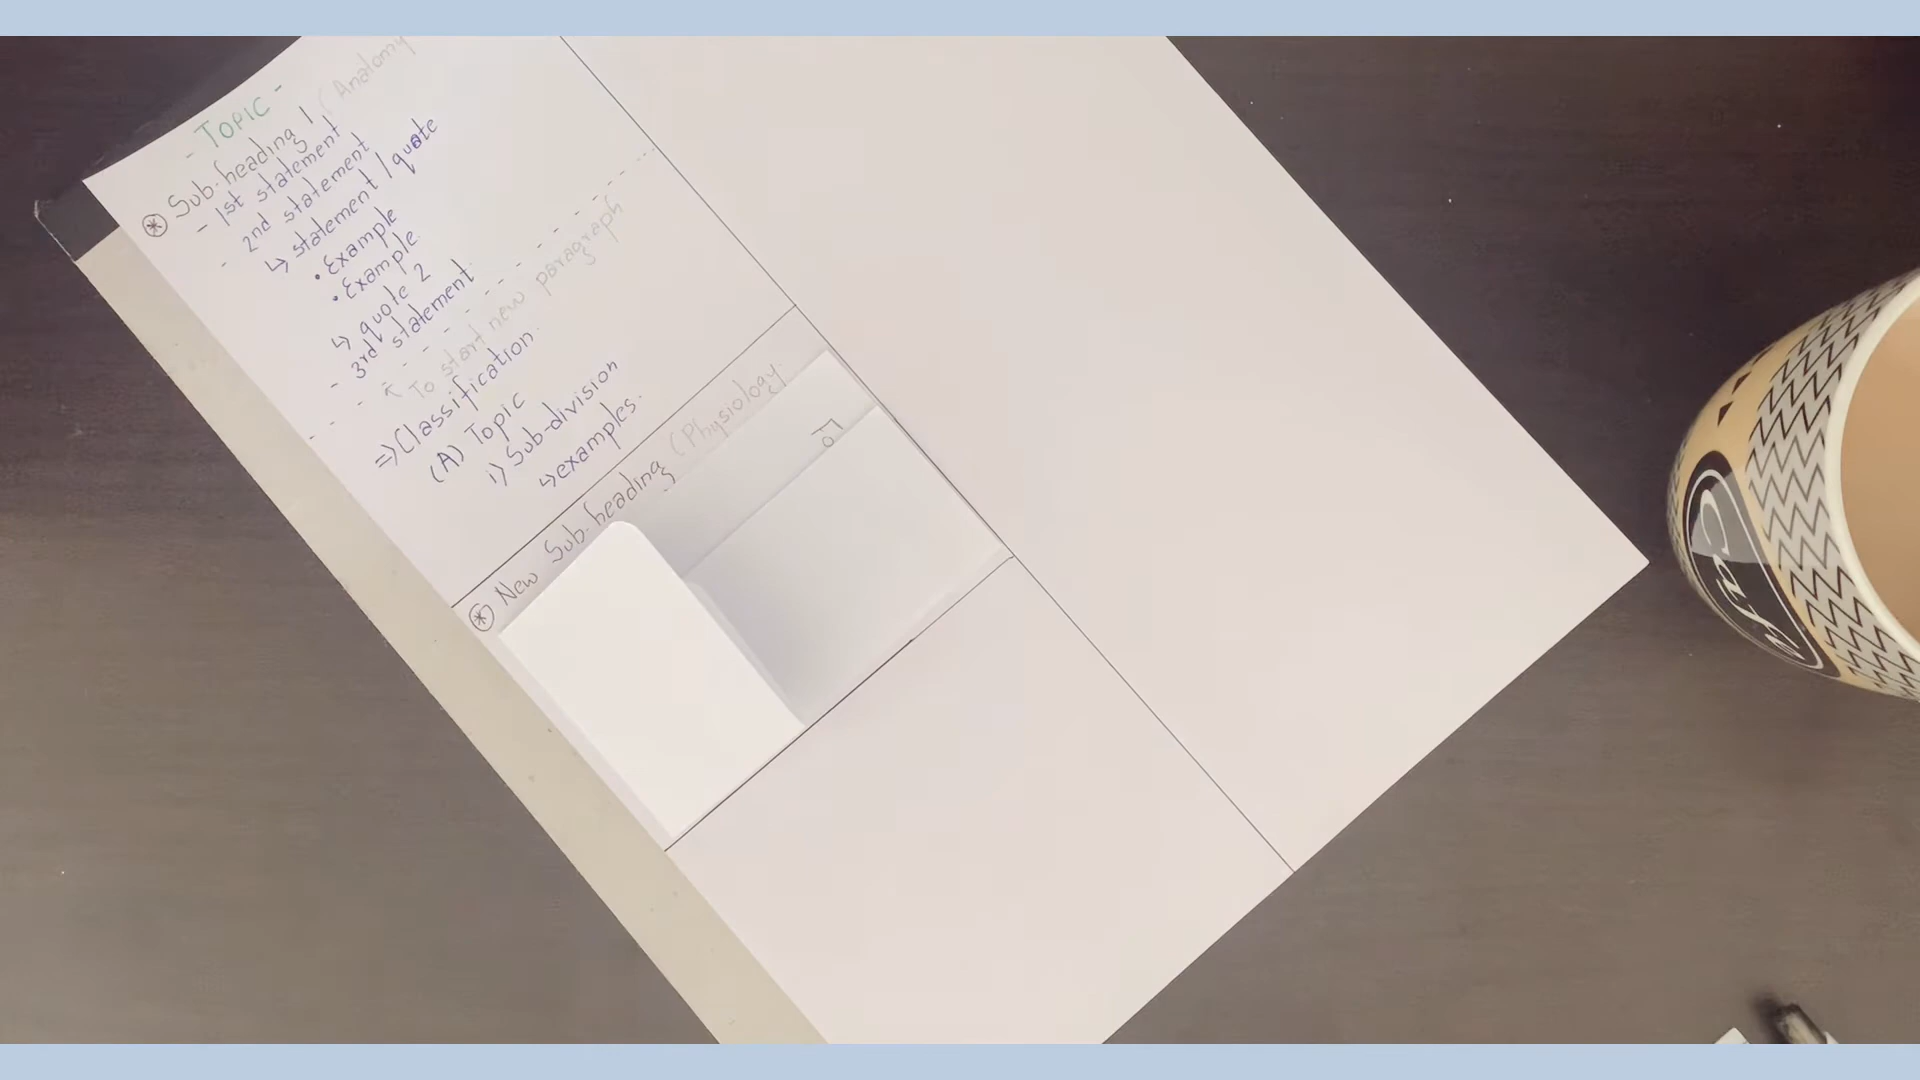 - TOPIC -
Sub-heading 1 (Anatomy
- 1st statement
- 2nd statement
↳ statement / quote
• Example
• Example.
↳ quote 2
- 3rd statement.
-
↸ To start new paragraph
=> Classification.
(A) Topic
i) Sub-division
↳ examples.
New Sub-heading (Physiology.
Cafe